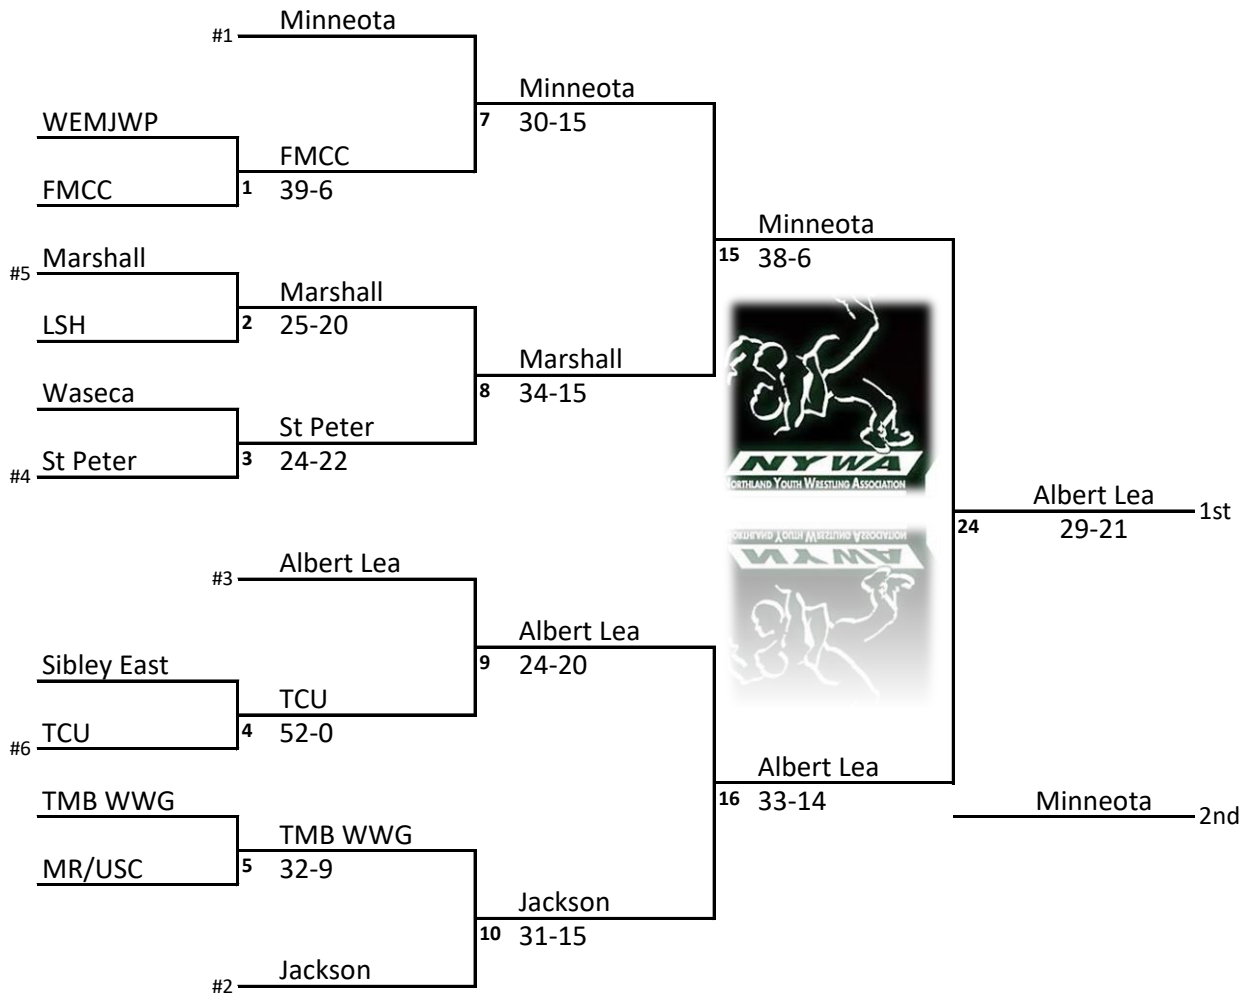 Minneota
#1
Minneota
7
30-15
WEMJWP
FMCC
1
39-6
FMCC
Minneota
15
38-6
Marshall
#5
Marshall
2
25-20
LSH
Marshall
8
34-15
Waseca
St Peter
3
24-22
St Peter
#4
NYWA
NORTHLAND YOUTH WRESTLING ASSOCIATION
Albert Lea
1st
24
29-21
Albert Lea
#3
Albert Lea
9
24-20
Sibley East
TCU
4
52-0
TCU
#6
Albert Lea
16
33-14
Minneota
2nd
TMB WWG
TMB WWG
5
32-9
MR/USC
Jackson
10
31-15
Jackson
#2